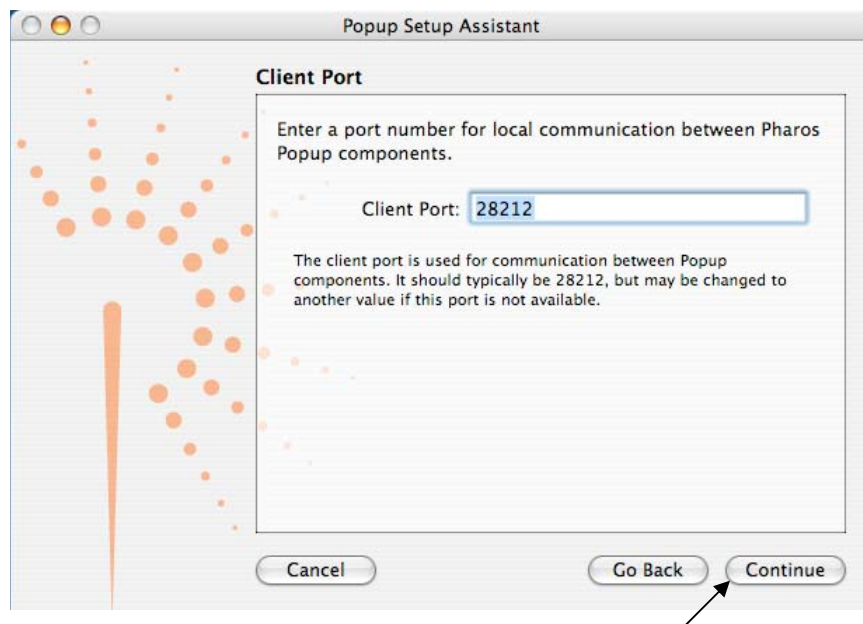 Popup Setup Assistant
Client Port
Enter a port number for local communication between Pharos
Popup components.
Client Port: 28212
The client port is used for communication between Popup
components. It should typically be 28212, but may be changed to
another value if this port is not available.
Cancel Go Back Continue